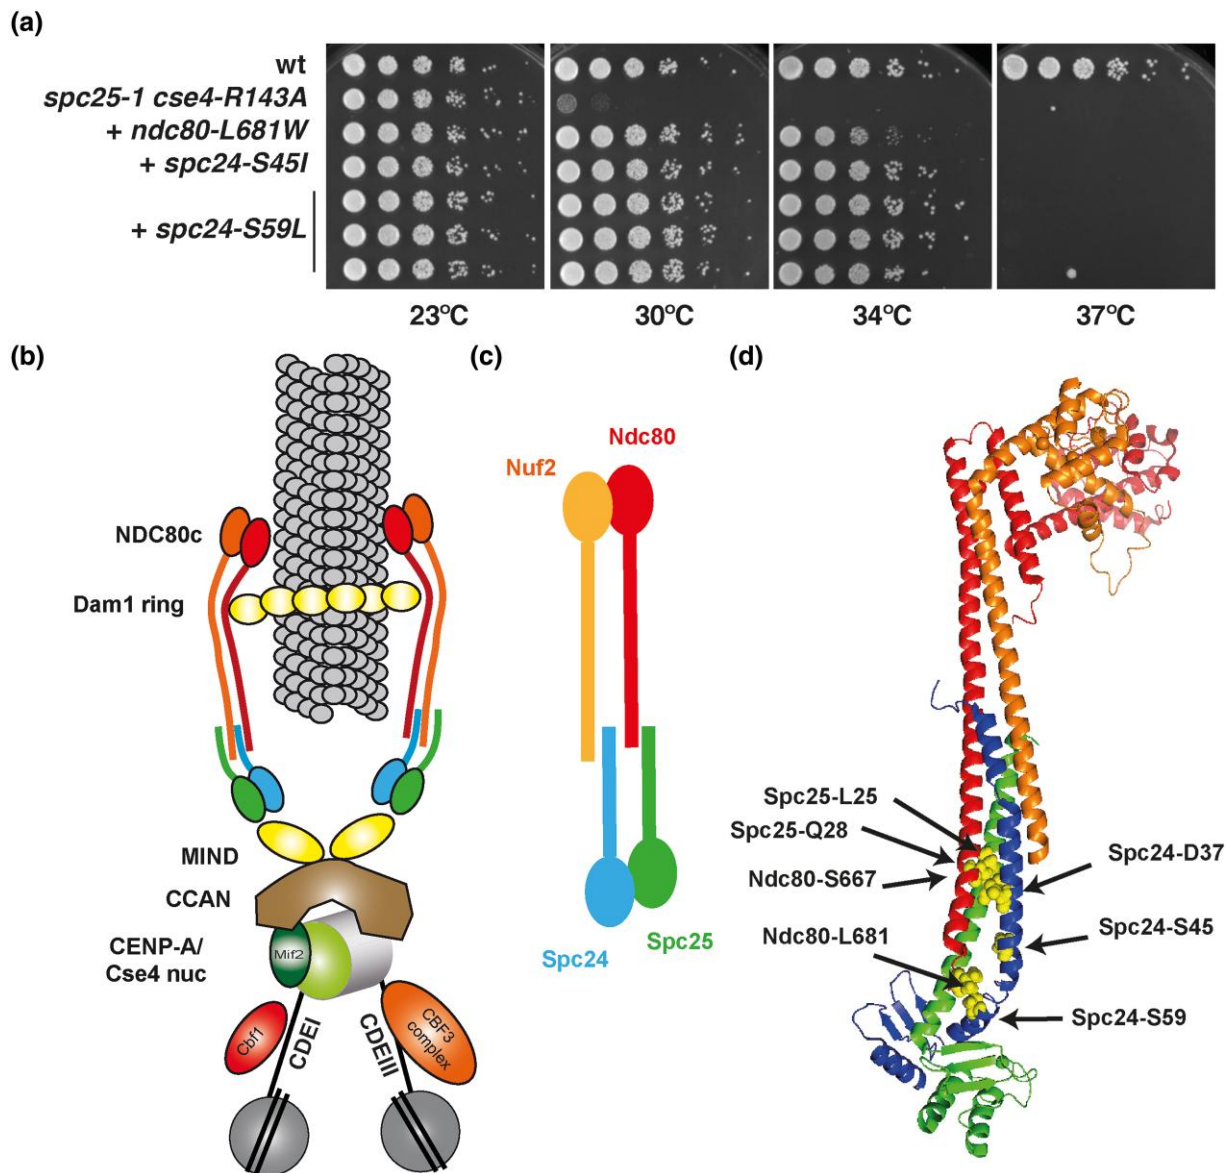 (a)
wt
spc25-1 cse4-R143A
+ ndc80-L681W
+ spc24-S45I
+ spc24-S59L
23°C
30°C
34°C
37°C
(b)
NDC80c
Dam1 ring
MIND
CCAN
CENP-A/
Cse4 nuc
Mif2
Cbf1
CDEI
CDEIII
CBF3
complex
(c)
Ndc80
Nuf2
Spc24
Spc25
(d)
Spc25-L25
Spc25-Q28
Ndc80-S667
Ndc80-L681
Spc24-D37
Spc24-S45
Spc24-S59